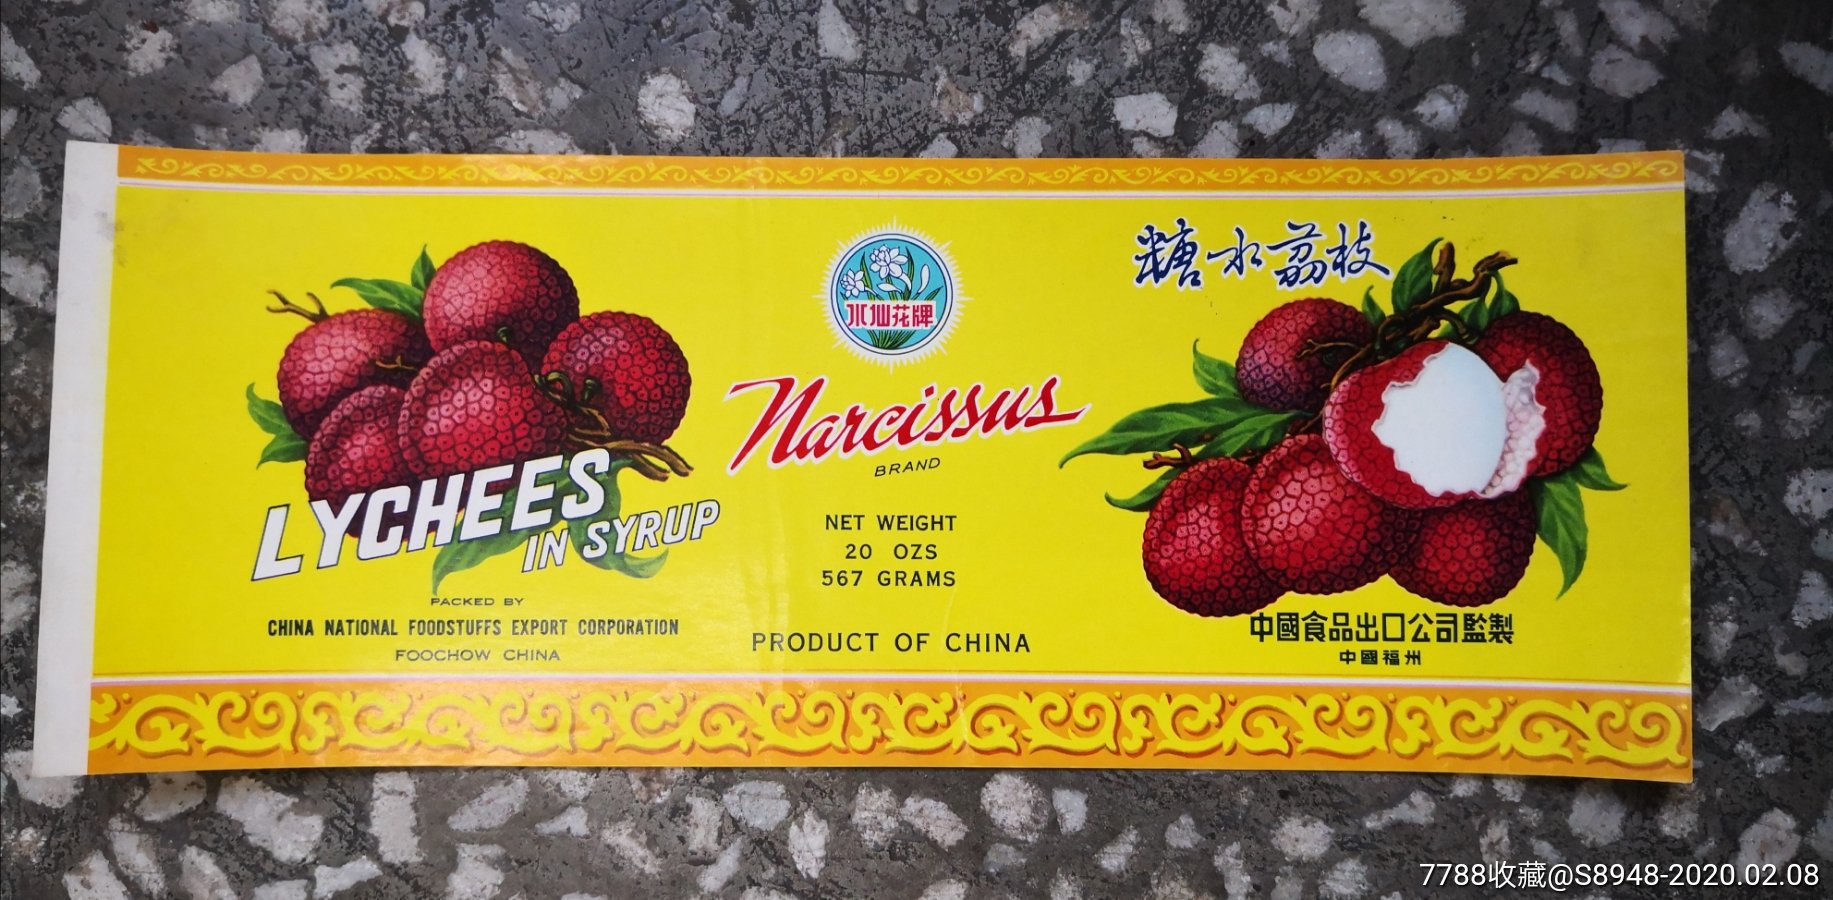 LYCHEES
IN SYRUP
PACKED BY
CHINA NATIONAL FOODSTUFFS EXPORT CORPORATION
FOOCHOW CHINA
水仙花牌
Narcissus
BRAND
NET WEIGHT
20 OZS
567 GRAMS
PRODUCT OF CHINA
糖水荔枝
中國食品出口公司監製
中國福州
7788收藏@S8948-2020.02.08